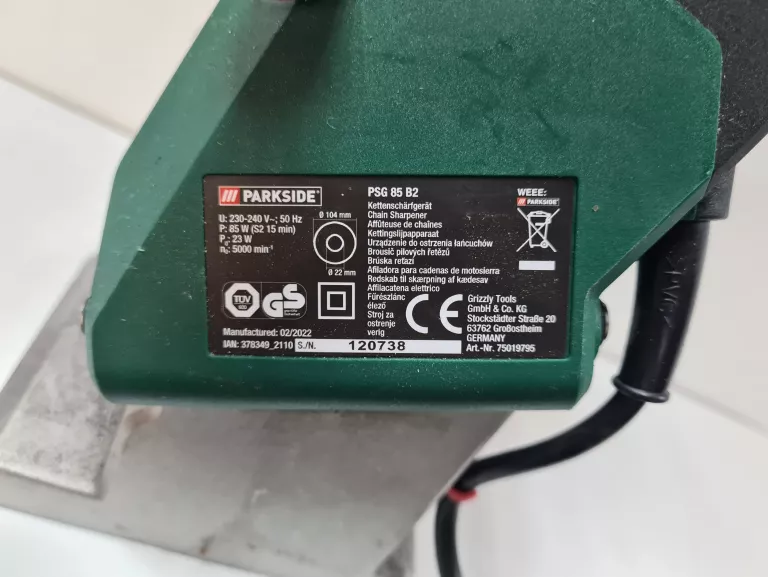 PARKSIDE®
U: 230-240 V~; 50 Hz
P: 85 W (S2 15 min)
P₀: 23 W
n₀: 5000 min⁻¹
Ø 104 mm
Ø 22 mm
TÜV
SÜD
GS
Manufactured: 02/2022
IAN: 378349_2110
S./N.
120738
PSG 85 B2
Kettenschärfgerät
Chain Sharpener
Affûteuse de chaînes
Kettingslijpapparaat
Urządzenie do ostrzenia łańcuchów
Brousič pilových řetězů
Brúska reťazí
Afiladora para cadenas de motosierra
Redskab til skærpning af kædesav
Affilacatena elettrico
Fűrészlánc
élező
Stroj za
ostrenje
verig
CE
WEEE:
PARKSIDE
Grizzly Tools
GmbH & Co. KG
Stockstädter Straße 20
63762 Großostheim
GERMANY
Art.-Nr. 75019795